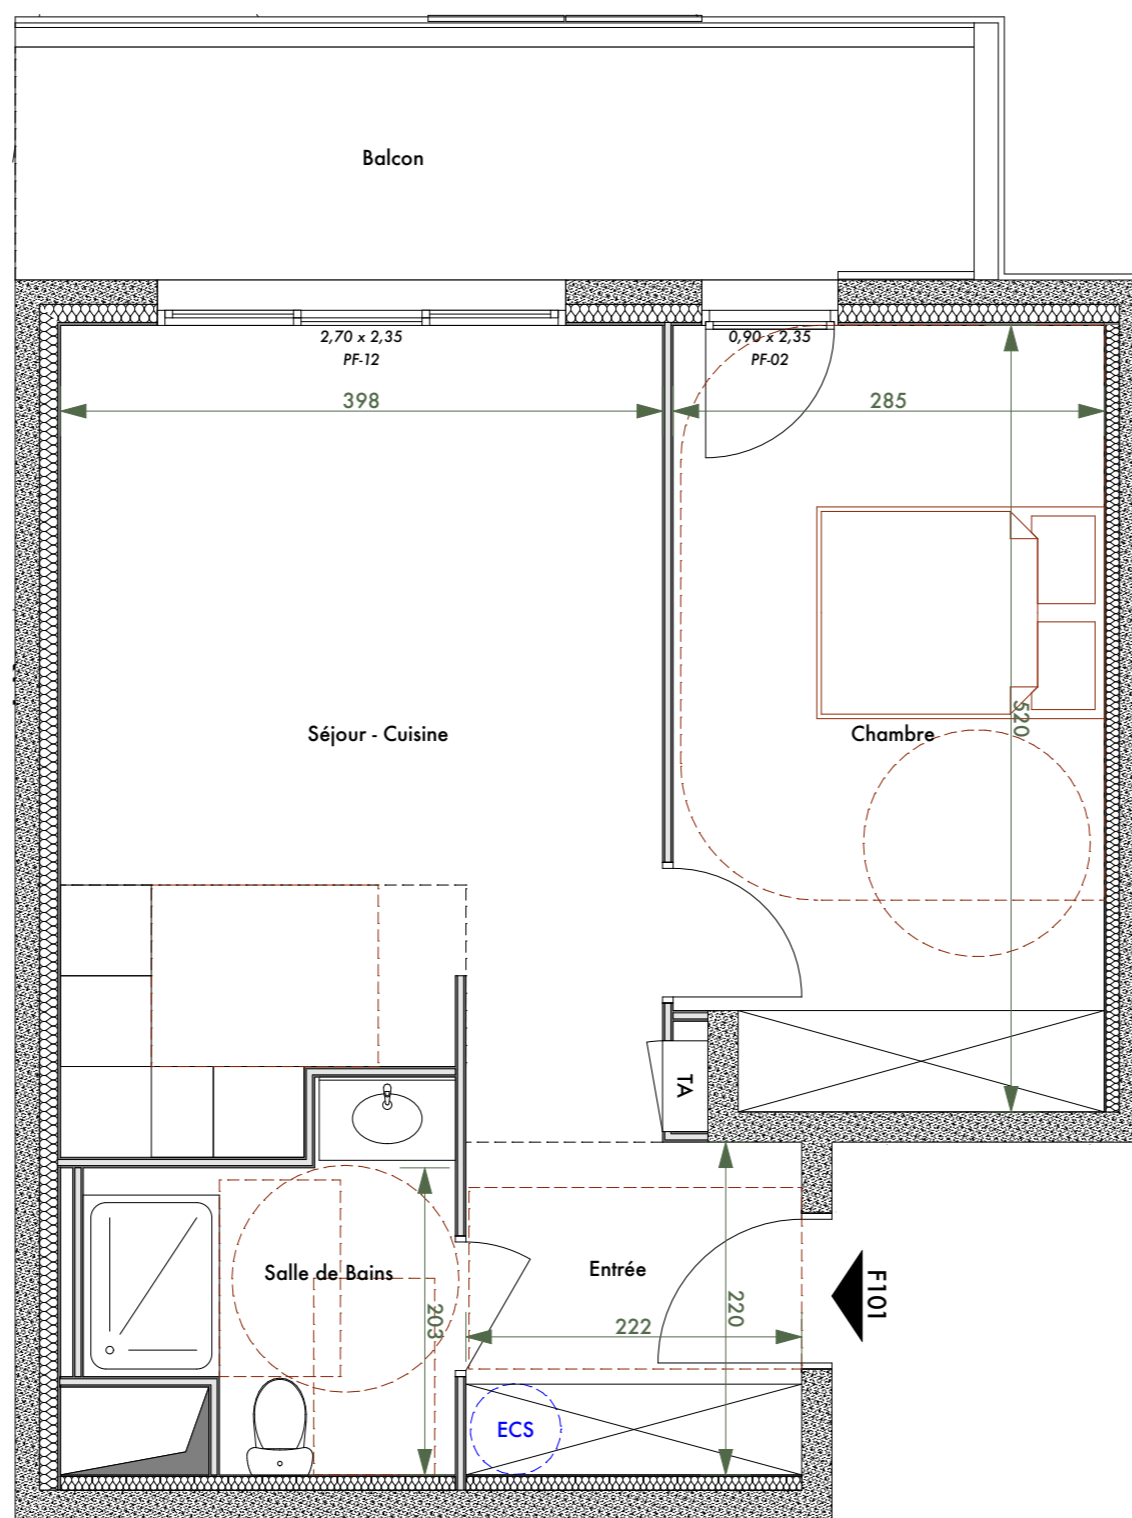 Balcon
2,70 x 2,35
PF-12
0,90 x 2,35
PF-02
398
285
520
Séjour - Cuisine
Chambre
TA
Salle de Bains
203
Entrée
222
220
F101
ECS